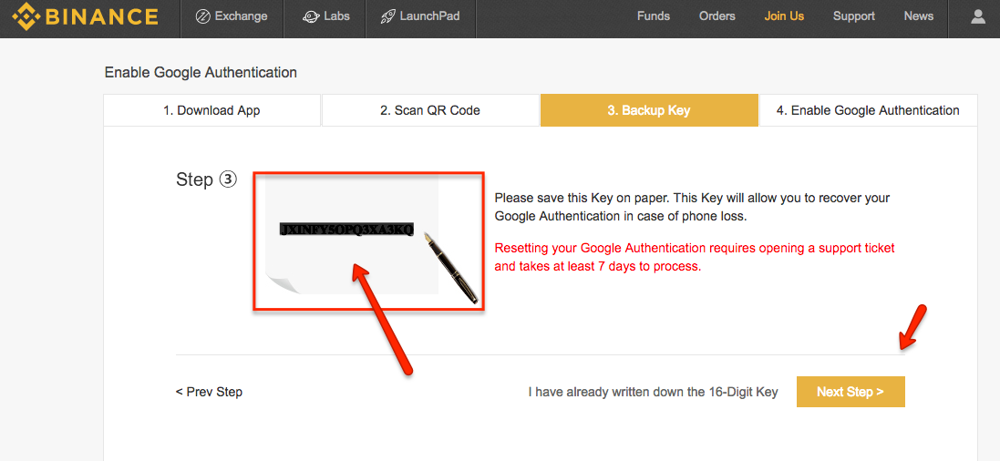 BINANCE
Exchange
Labs
LaunchPad
Funds
Orders
Join Us
Support
News
Enable Google Authentication
1. Download App
2. Scan QR Code
3. Backup Key
4. Enable Google Authentication
Step ③
Please save this Key on paper. This Key will allow you to recover your
Google Authentication in case of phone loss.
Resetting your Google Authentication requires opening a support ticket
and takes at least 7 days to process.
< Prev Step
I have already written down the 16-Digit Key
Next Step >